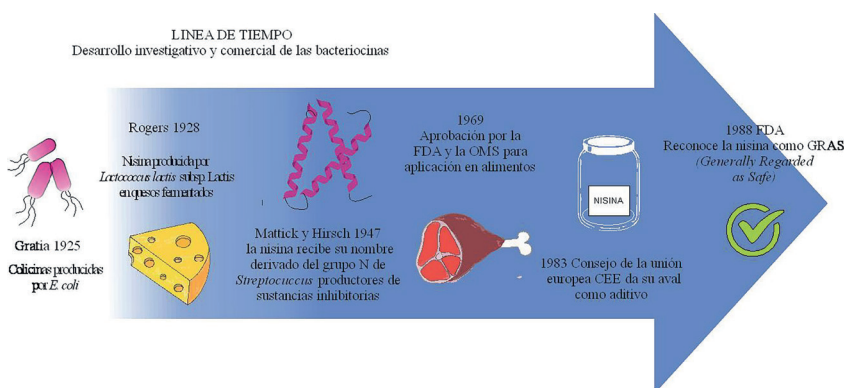 LINEA DE TIEMPO
Desarrollo investigativo y comercial de las bacteriocinas
Gratia 1925
Colicinas producidas
por E. coli
Rogers 1928
Nisina producida por
Lactococcus lactis subsp. Lactis
en quesos fermentados
Mattick y Hirsch 1947
la nisina recibe su nombre
derivado del grupo N de
Streptococcus productores de
sustancias inhibitorias
1969
Aprobación por la
FDA y la OMS para
aplicación en alimentos
NISINA
1983 Consejo de la unión
europea CEE da su aval
como aditivo
1988 FDA
Reconoce la nisina como GRAS
(Generally Regarded
as Safe)